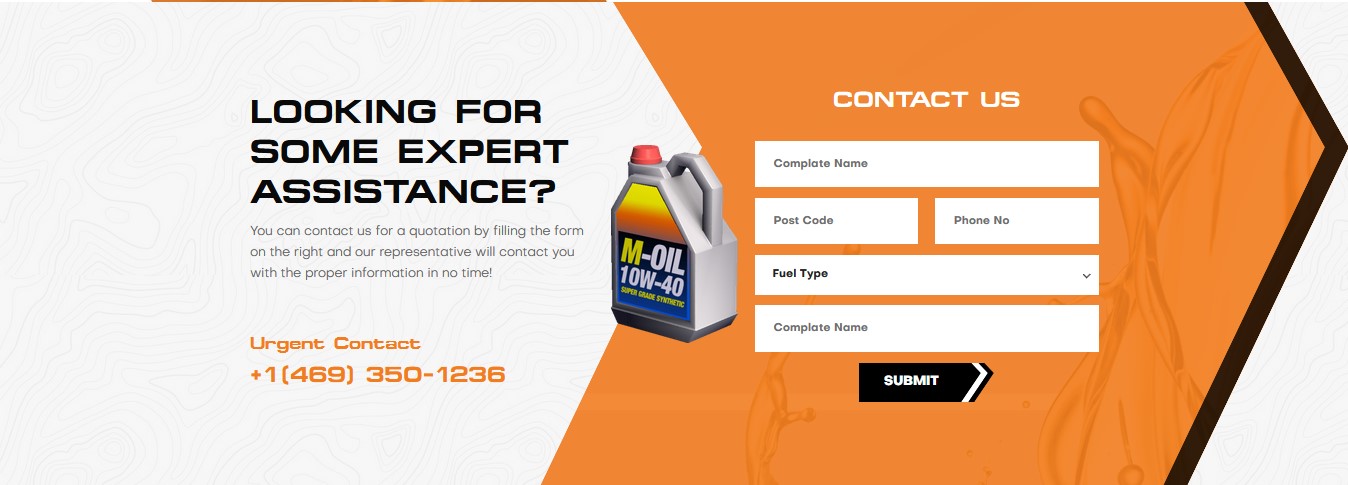 LOOKING FOR
SOME EXPERT
ASSISTANCE?
You can contact us for a quotation by filling the form
on the right and our representative will contact you
with the proper information in no time!
Urgent Contact
+1(469) 350-1236
M-OIL
10W-40
SUPER GRADE SYNTHETIC
CONTACT US
Complate Name
Post Code
Phone No
Fuel Type
Complate Name
SUBMIT